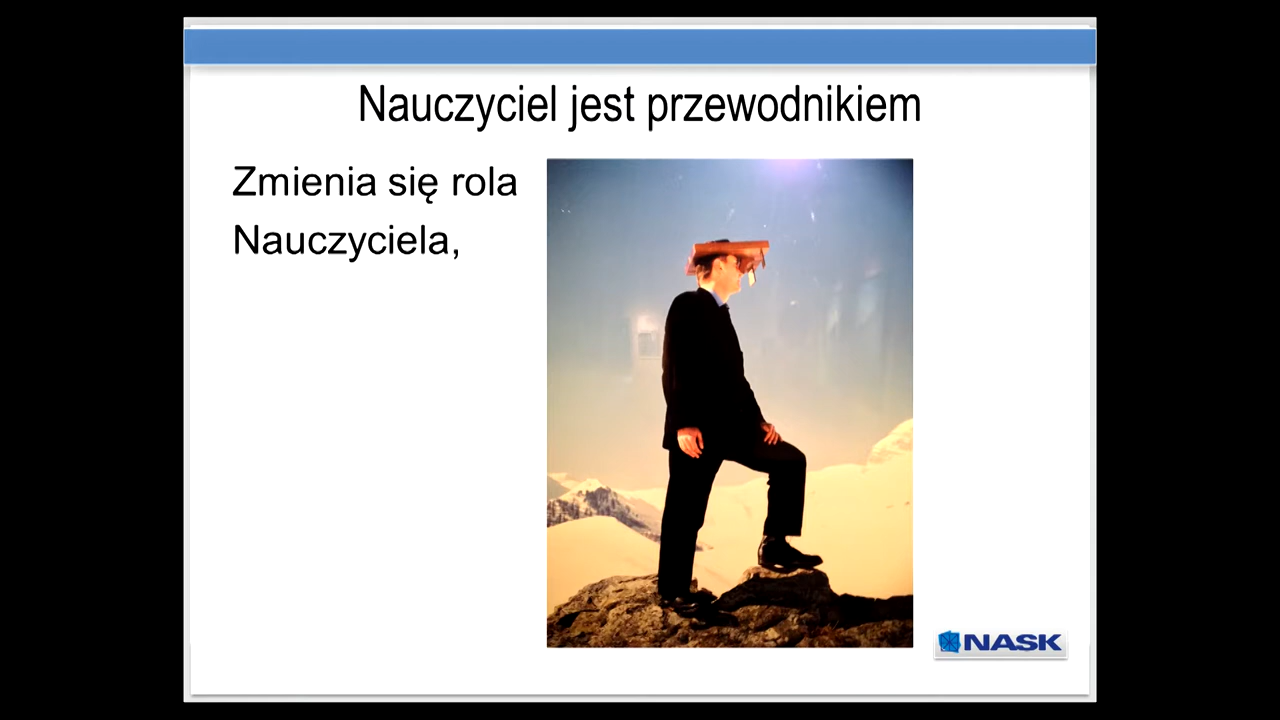 Nauczyciel jest przewodnikiem
Zmienia się rola
Nauczyciela,
NASK